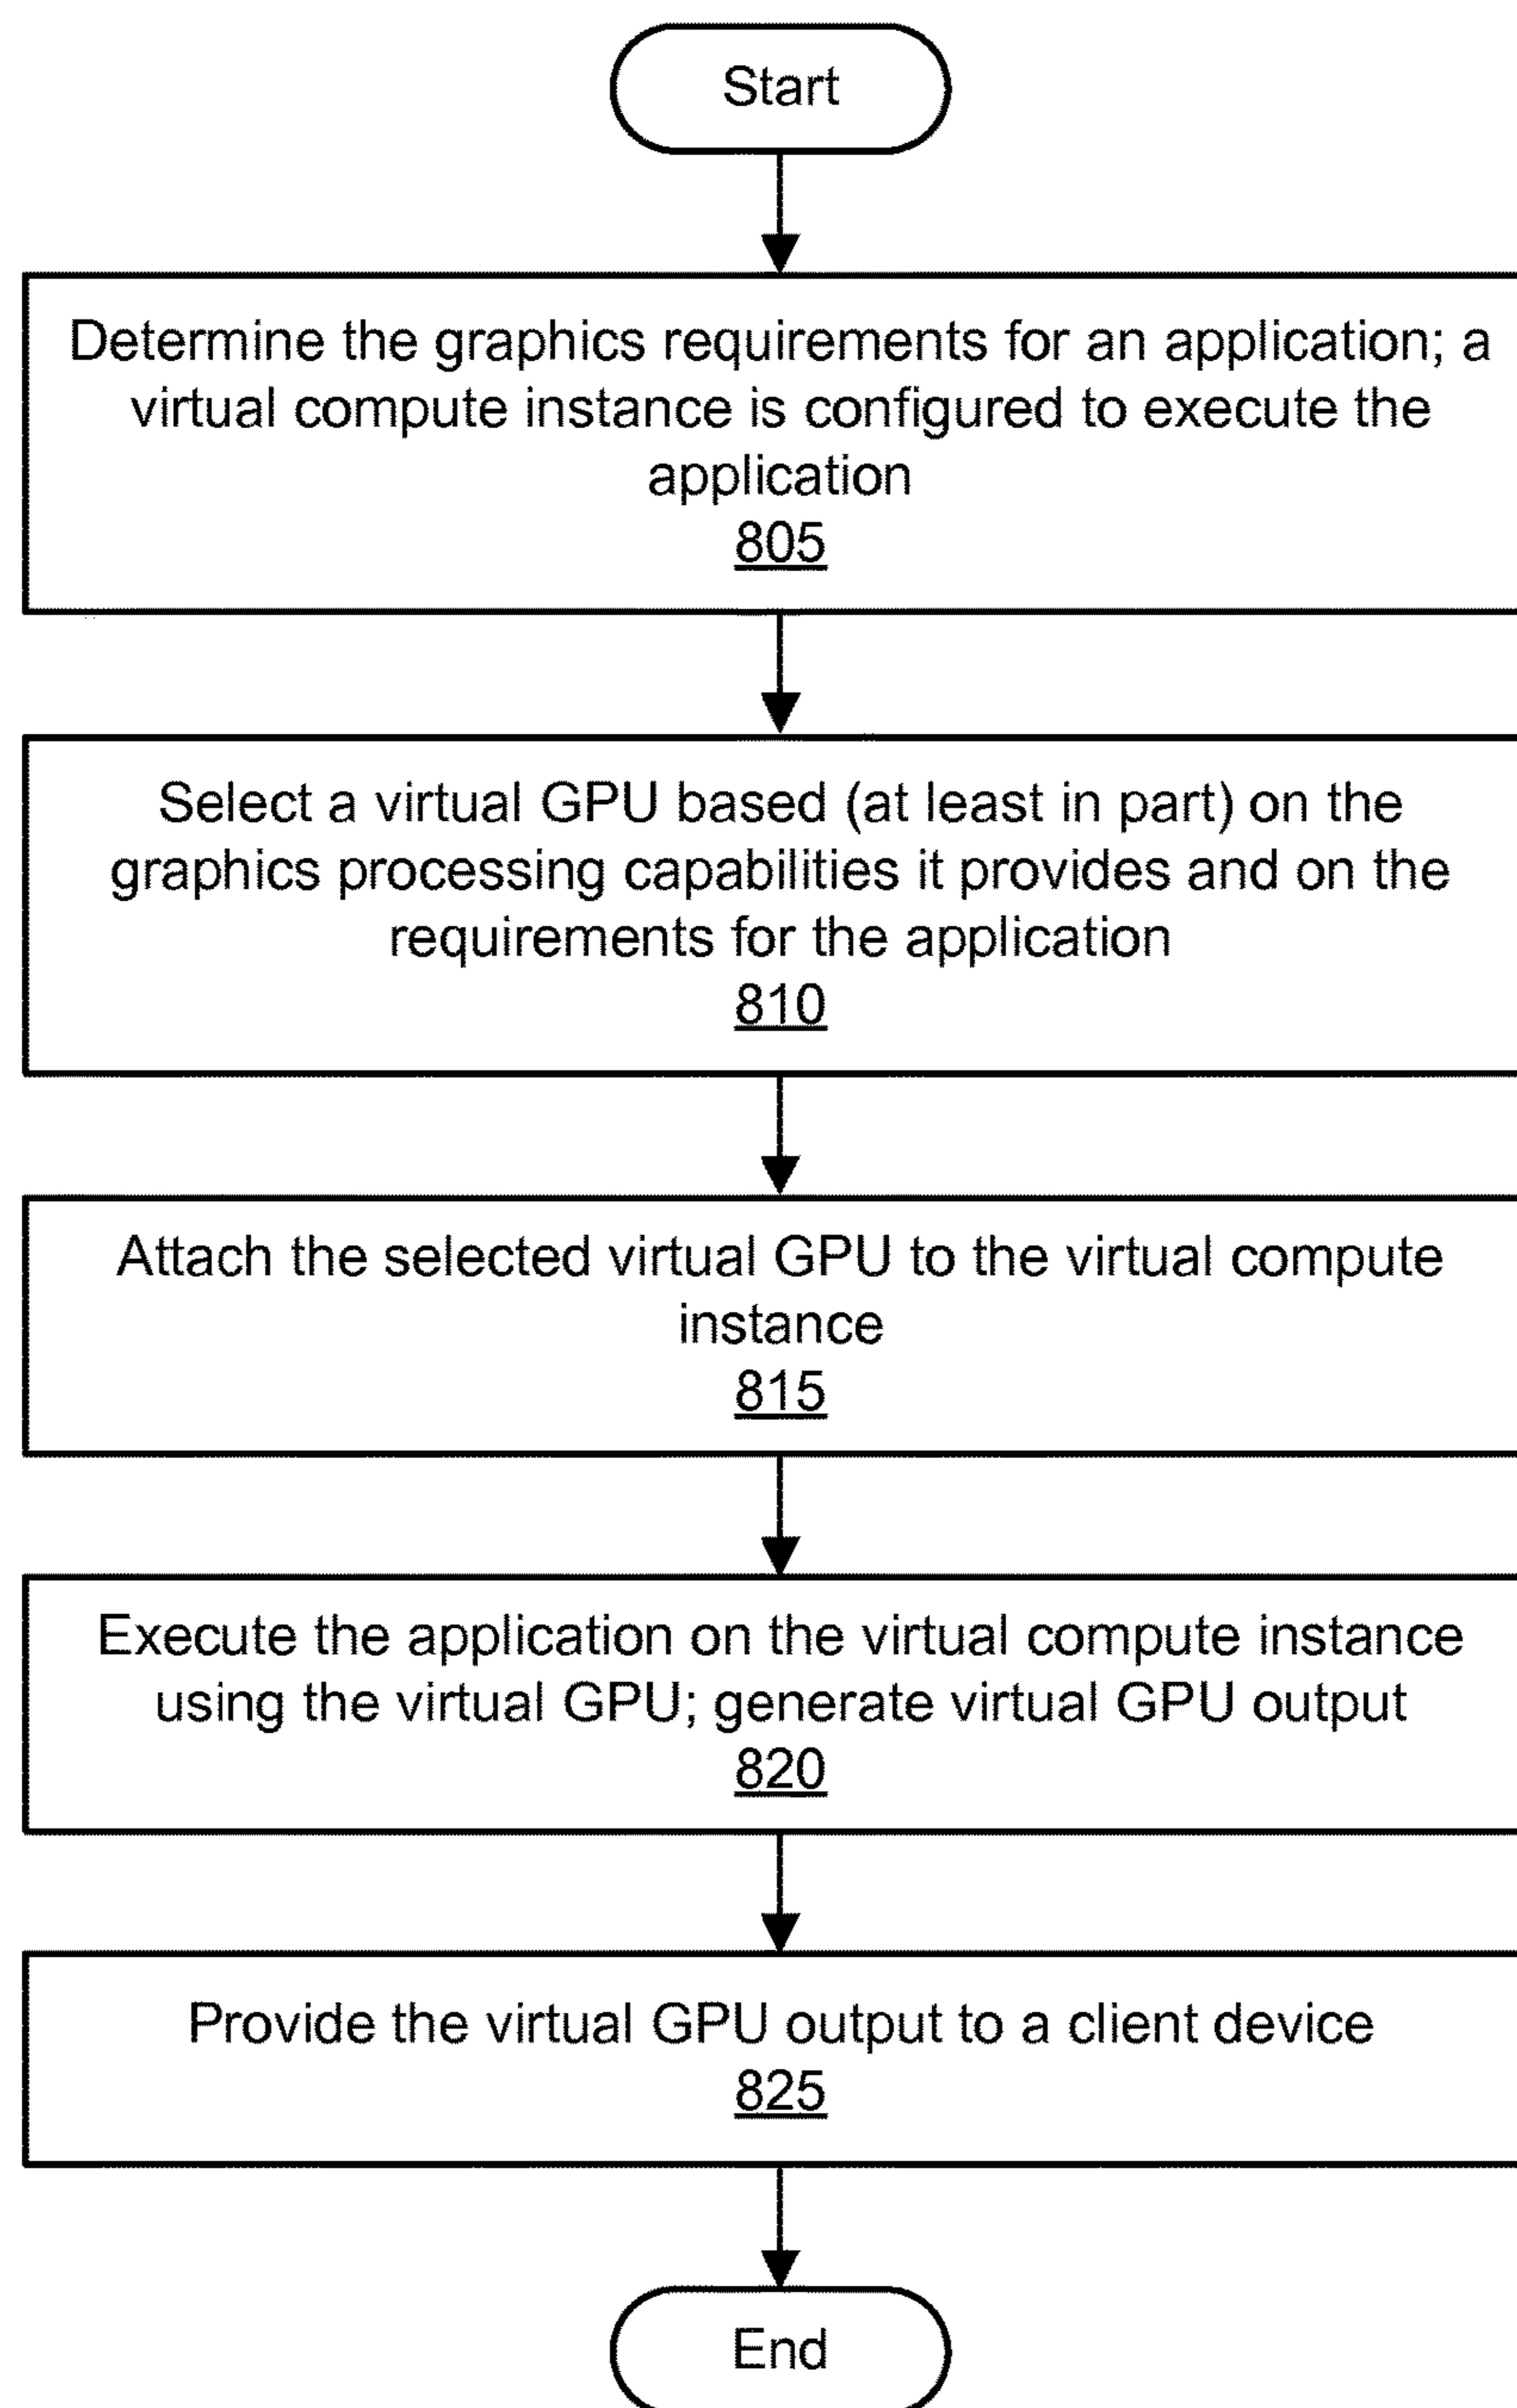 Start
Determine the graphics requirements for an application; a
virtual compute instance is configured to execute the
application
805
Select a virtual GPU based (at least in part) on the
graphics processing capabilities it provides and on the
requirements for the application
810
Attach the selected virtual GPU to the virtual compute
instance
815
Execute the application on the virtual compute instance
using the virtual GPU; generate virtual GPU output
820
Provide the virtual GPU output to a client device
825
End